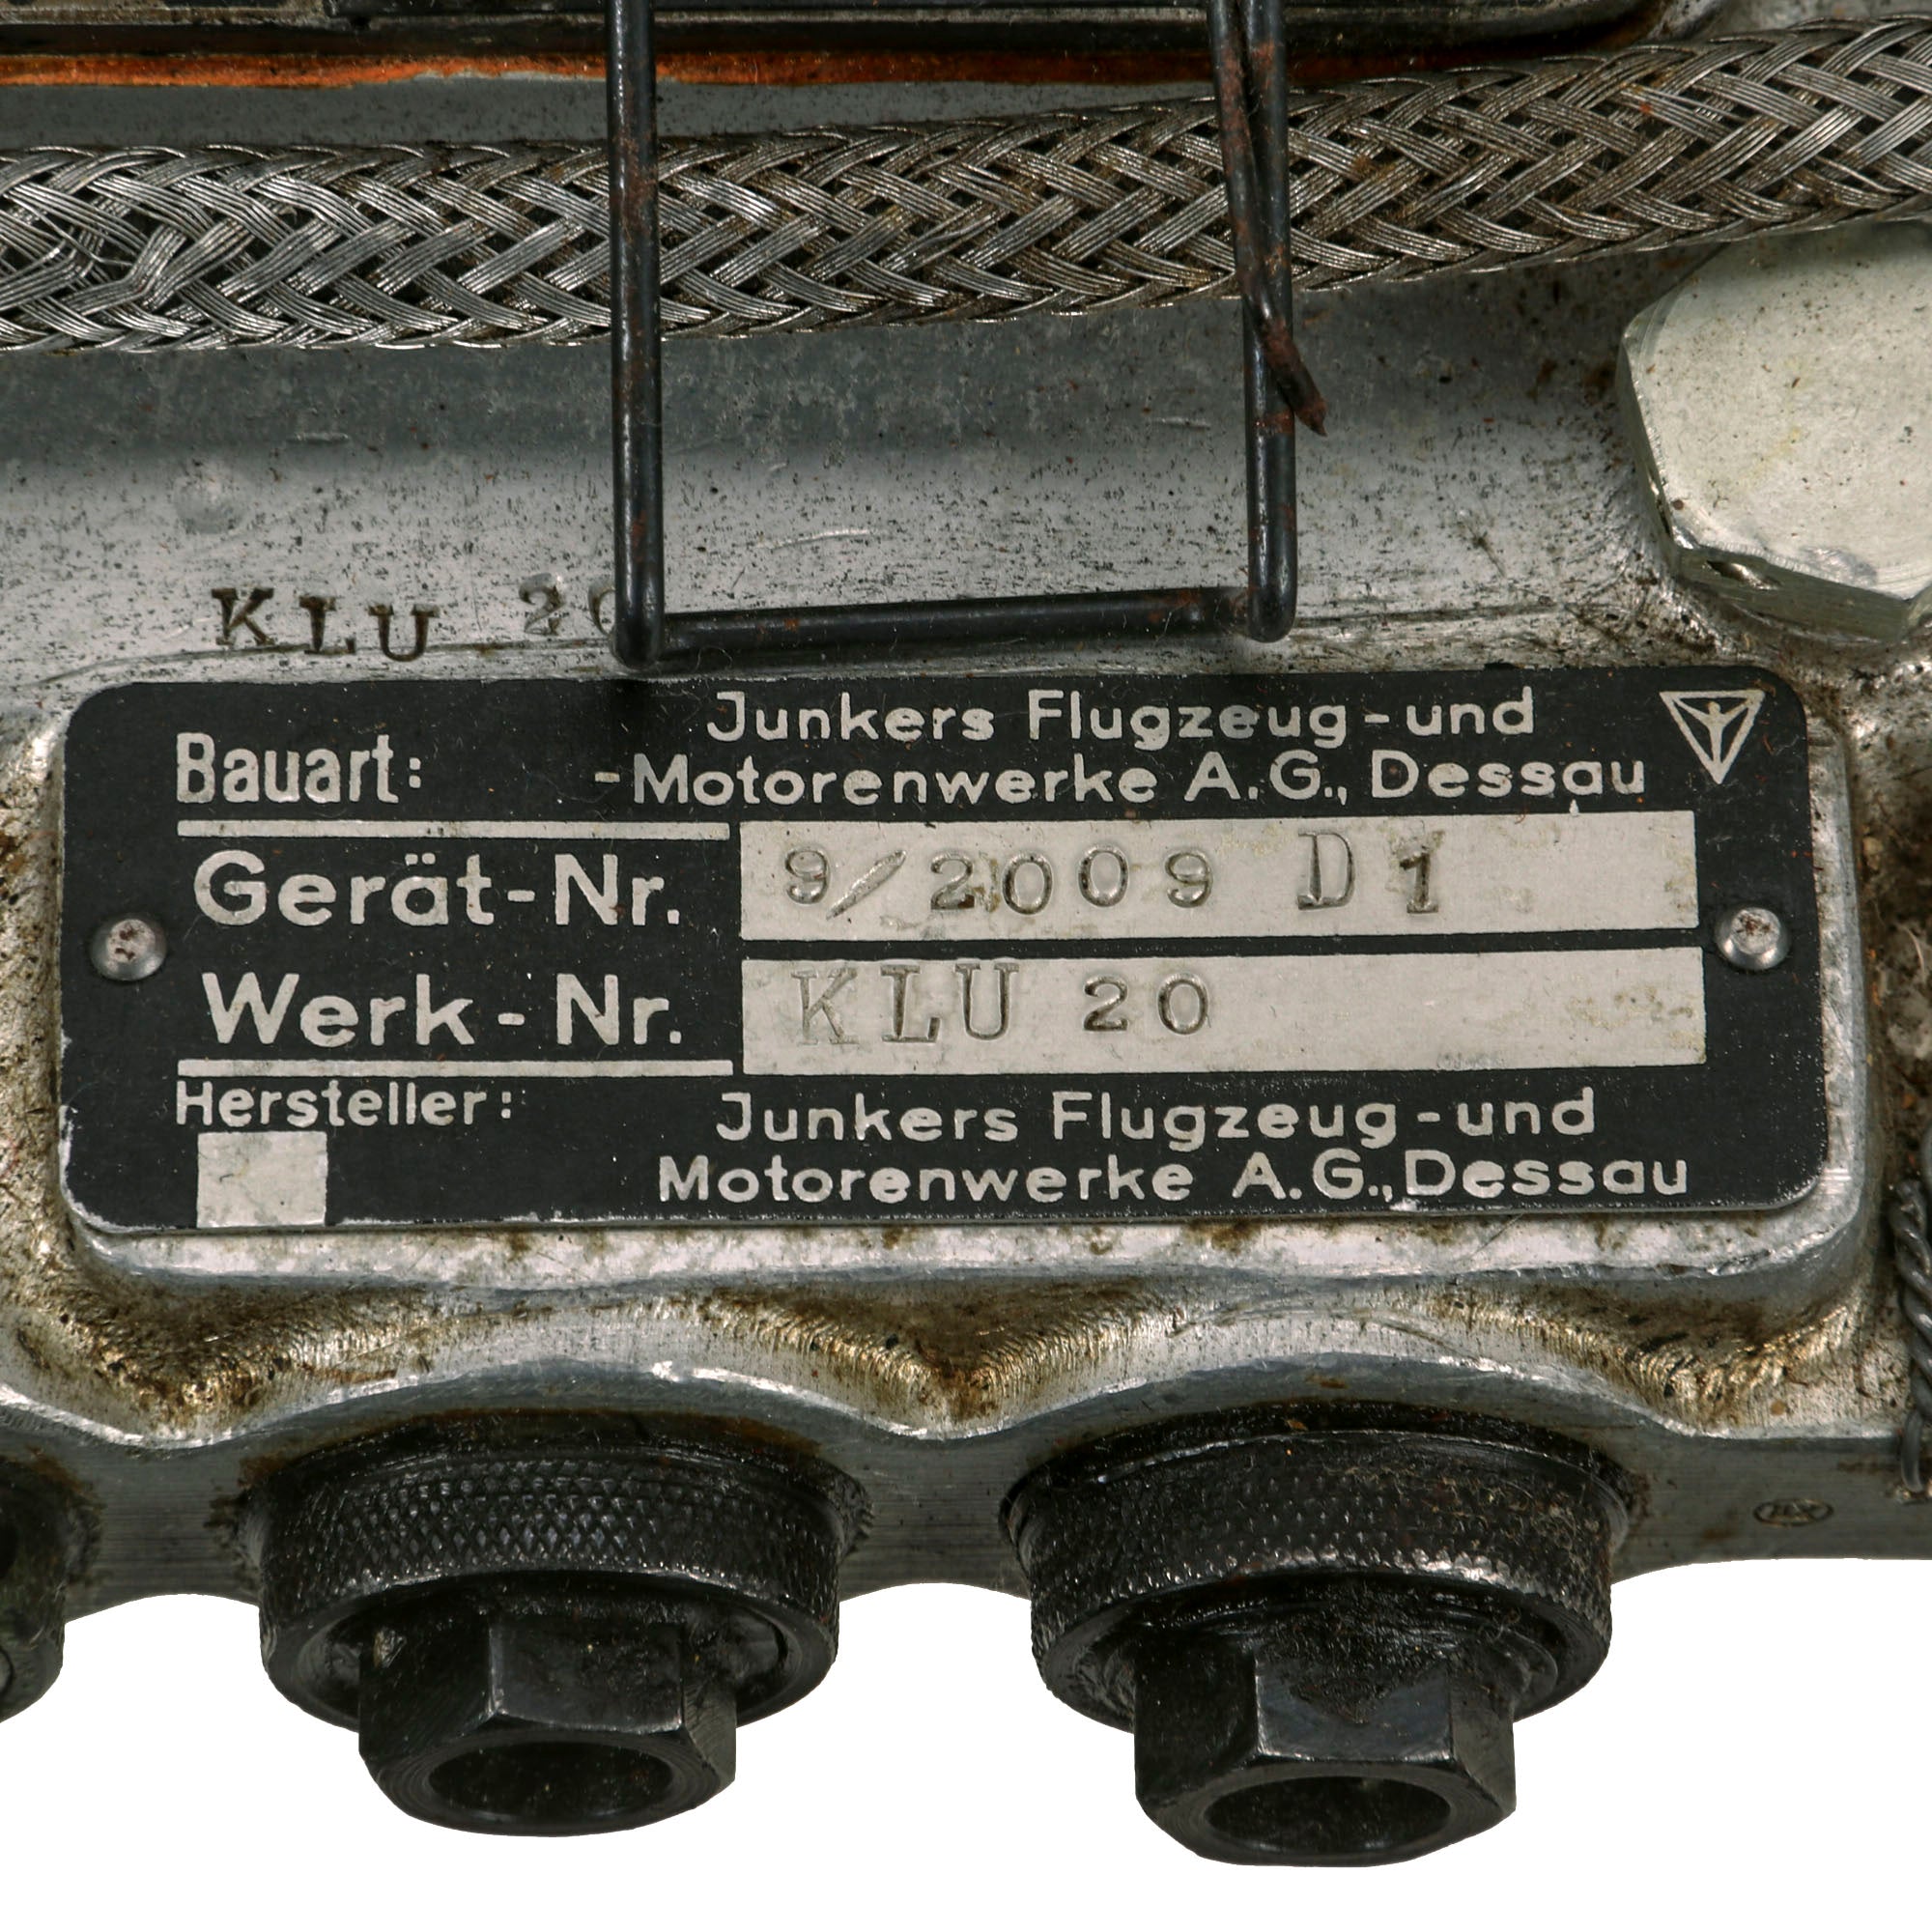 KLU 20
Bauart: Junkers Flugzeug-und
-Motorenwerke A.G., Dessau
Gerät-Nr. 9/2009 D1
Werk-Nr. KLU 20
Hersteller: Junkers Flugzeug-und
Motorenwerke A.G., Dessau